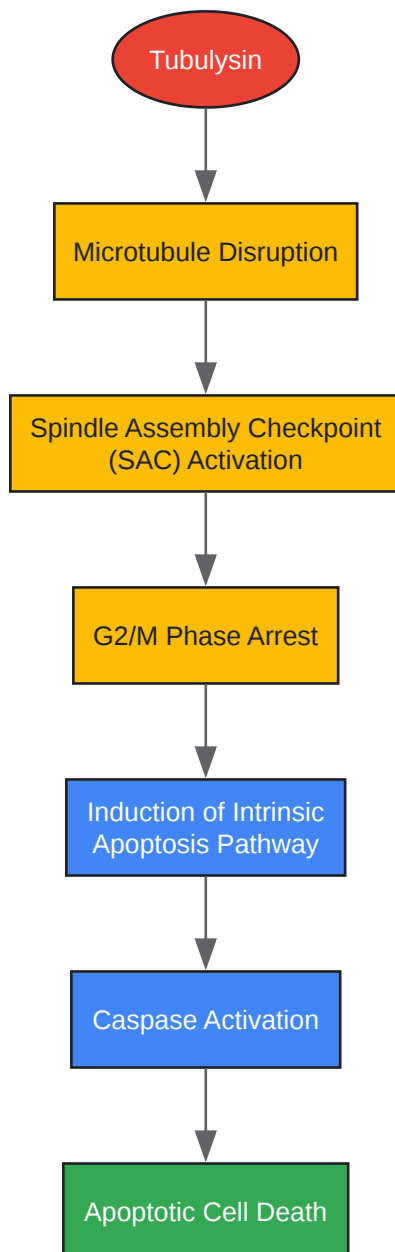 Tubulysin
Microtubule Disruption
Spindle Assembly Checkpoint
(SAC) Activation
G2/M Phase Arrest
Induction of Intrinsic
Apoptosis Pathway
Caspase Activation
Apoptotic Cell Death